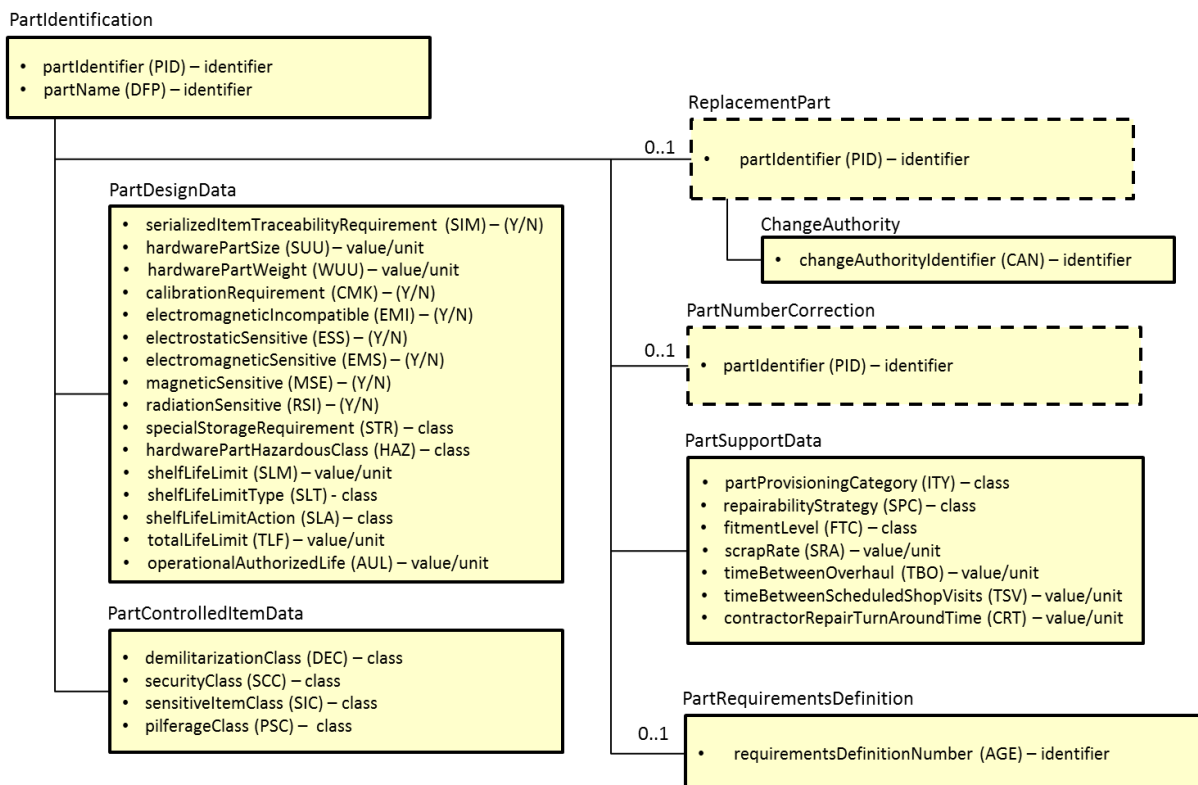 PartIdentification
• partIdentifier (PID) – identifier
• partName (DFP) – identifier
PartDesignData
• serializedItemTraceabilityRequirement (SIM) – (Y/N)
• hardwarePartSize (SUU) – value/unit
• hardwarePartWeight (WUU) – value/unit
• calibrationRequirement (CMK) – (Y/N)
• electromagneticIncompatible (EMI) – (Y/N)
• electrostaticSensitive (ESS) – (Y/N)
• electromagneticSensitive (EMS) – (Y/N)
• magneticSensitive (MSE) – (Y/N)
• radiationSensitive (RSI) – (Y/N)
• specialStorageRequirement (STR) – class
• hardwarePartHazardousClass (HAZ) – class
• shelfLifeLimit (SLM) – value/unit
• shelfLifeLimitType (SLT) - class
• shelfLifeLimitAction (SLA) – class
• totalLifeLimit (TLF) – value/unit
• operationalAuthorizedLife (AUL) – value/unit
PartControlledItemData
• demilitarizationClass (DEC) – class
• securityClass (SCC) – class
• sensitiveItemClass (SIC) – class
• pilferageClass (PSC) – class
ReplacementPart
0..1
• partIdentifier (PID) – identifier
ChangeAuthority
• changeAuthorityIdentifier (CAN) – identifier
PartNumberCorrection
0..1
• partIdentifier (PID) – identifier
PartSupportData
• partProvisioningCategory (ITY) – class
• repairabilityStrategy (SPC) – class
• fitmentLevel (FTC) – class
• scrapRate (SRA) – value/unit
• timeBetweenOverhaul (TBO) – value/unit
• timeBetweenScheduledShopVisits (TSV) – value/unit
• contractorRepairTurnAroundTime (CRT) – value/unit
PartRequirementsDefinition
0..1
• requirementsDefinitionNumber (AGE) – identifier